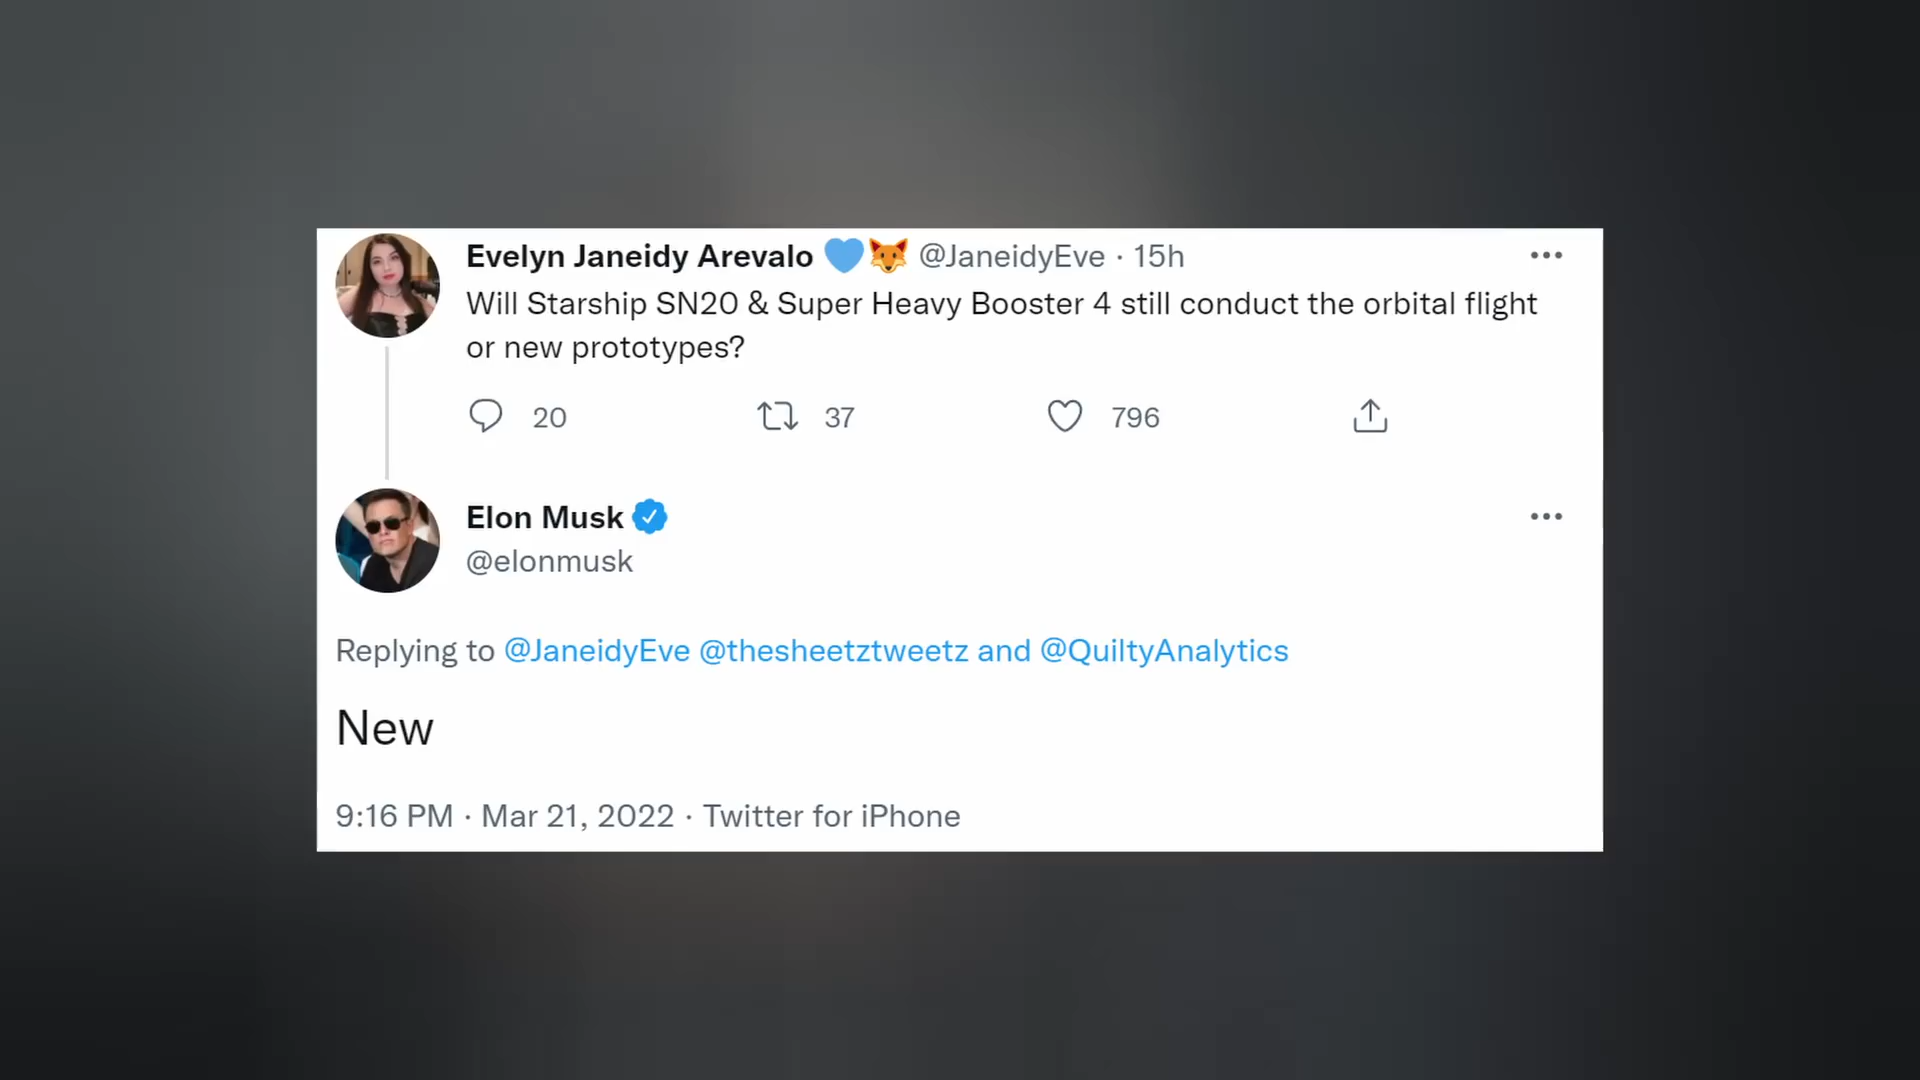 Evelyn Janeidy Arevalo 💙🦊 @JaneidyEve · 15h
Will Starship SN20 & Super Heavy Booster 4 still conduct the orbital flight
or new prototypes?
20 37 796
Elon Musk
@elonmusk
Replying to @JaneidyEve @thesheetztweetz and @QuiltyAnalytics
New
9:16 PM · Mar 21, 2022 · Twitter for iPhone